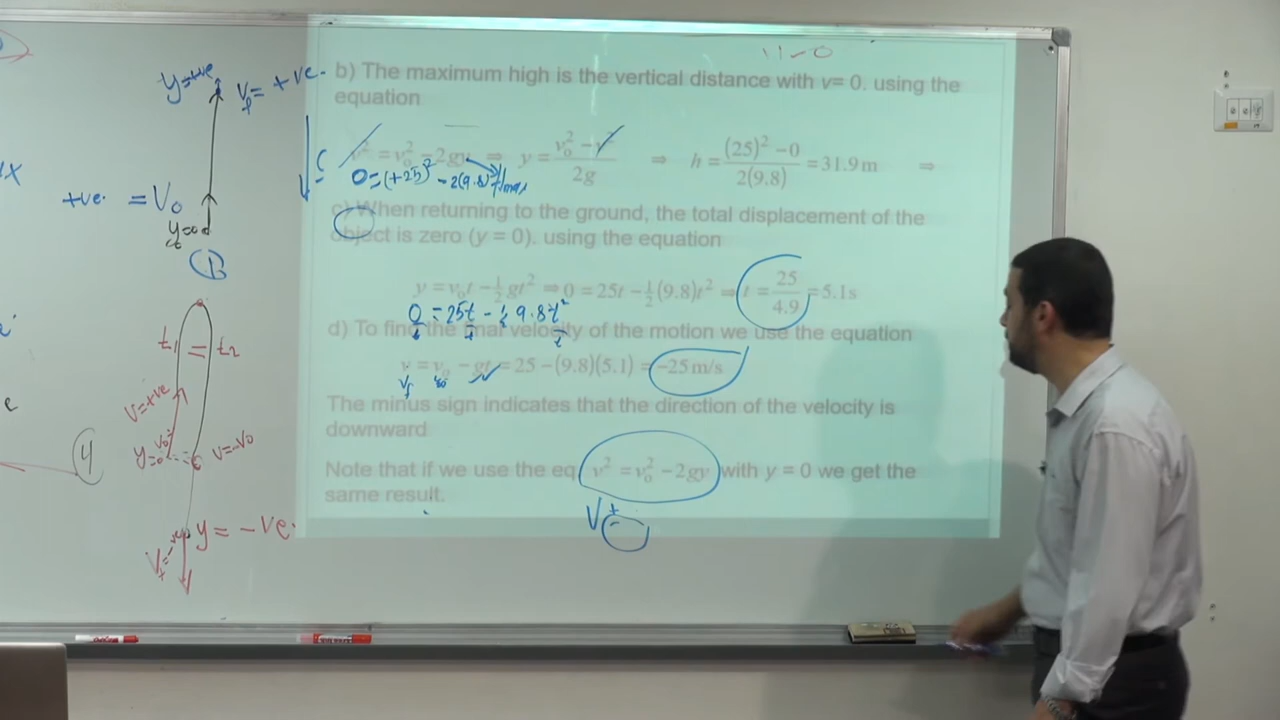 11-0
b) The maximum high is the vertical distance with v= 0. using the
equation
v² = v₀² - 2gy ⇒ y = (v₀² - v²)/2g ⇒ h = ((25)² - 0)/2(9.8) = 31.9 m ⇒
0 = (+25)² - 2(9.8)
c) When returning to the ground, the total displacement of the
object is zero (y = 0). using the equation
y = v₀t - ½gt² ⇒ 0 = 25t - ½(9.8)t² ⇒ t = 25/4.9 = 5.1s
0 = 25t - ½ 9.8t²
t t
d) To find the final velocity of the motion we use the equation
v = v₀ - gt = 25 - (9.8)(5.1) = -25 m/s
The minus sign indicates that the direction of the velocity is
downward
Note that if we use the eq v² = v₀² - 2gy with y = 0 we get the
same result.
V ±
y=+ve
Vf = +ve.
+ve. = V₀
t₁ = t₂
V=+ve
V=-V₀
4
y = -ve.